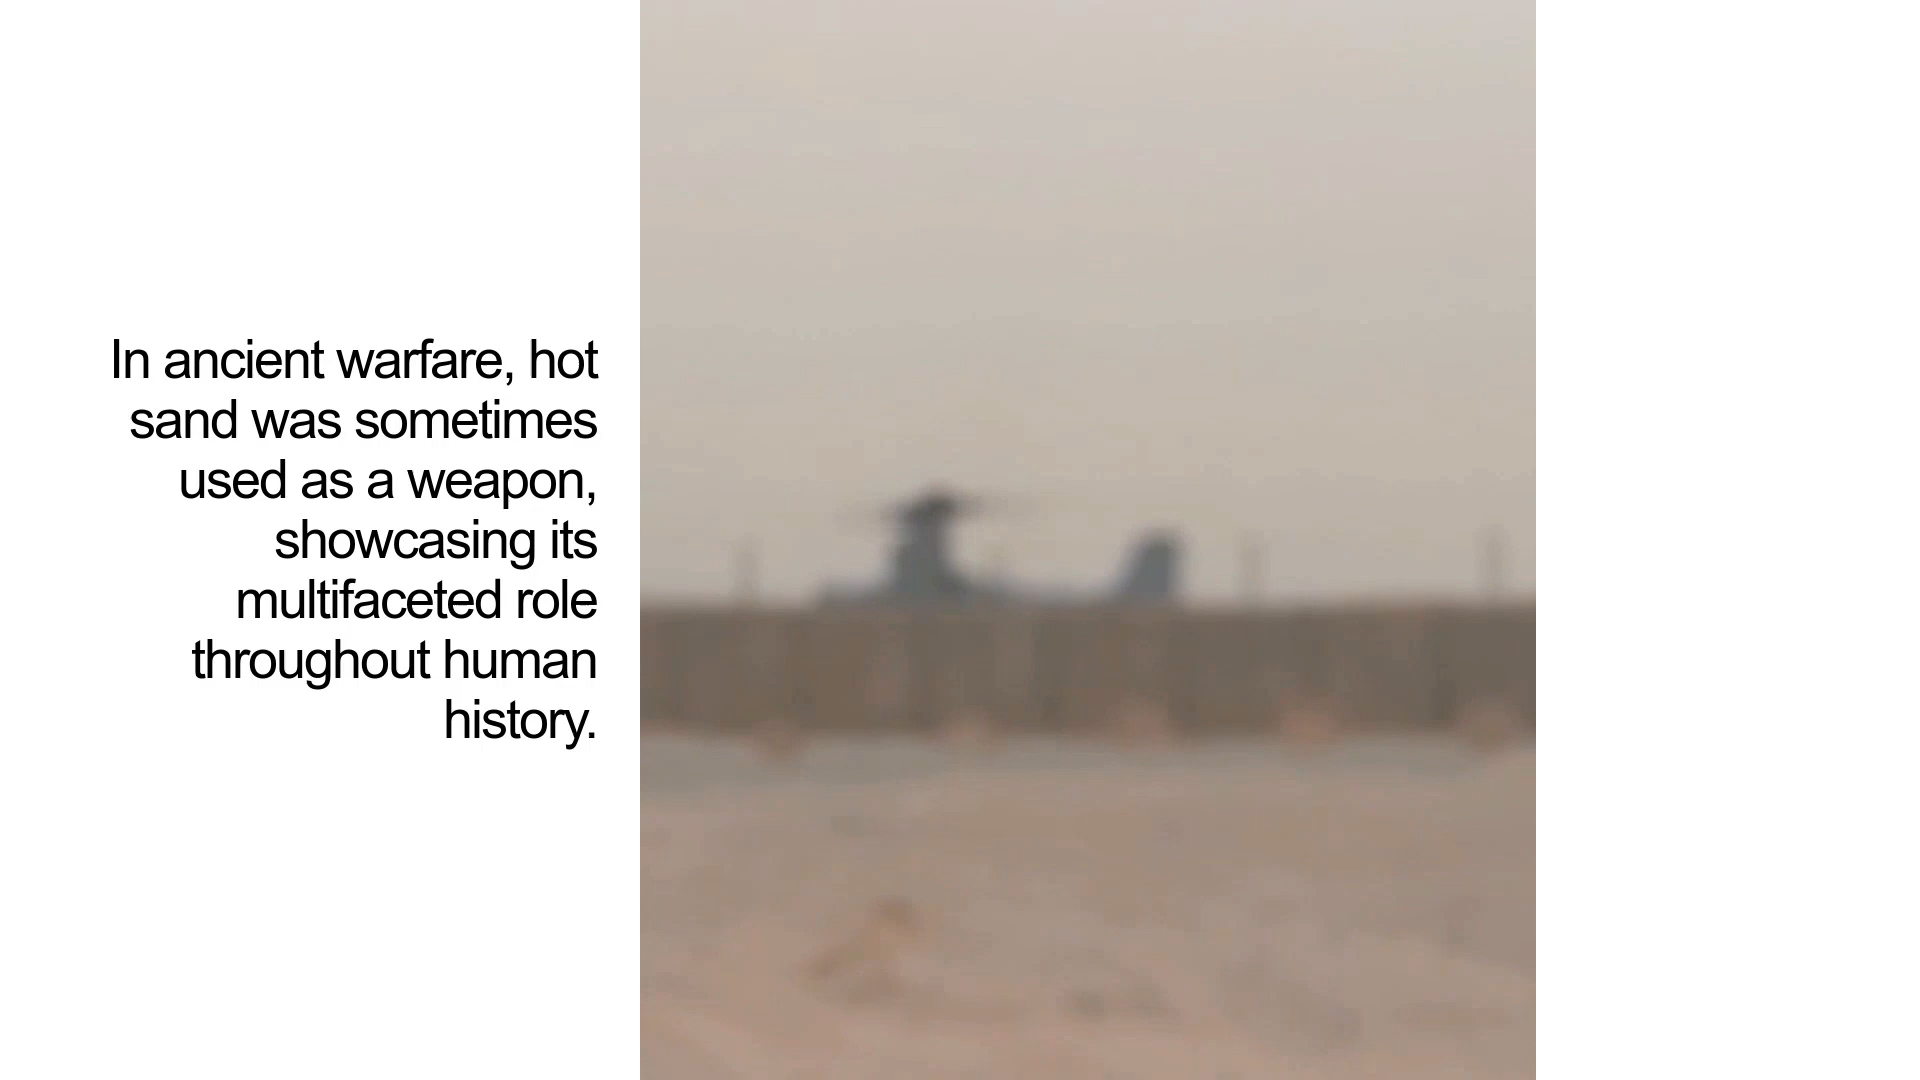 In ancient warfare, hot
sand was sometimes
used as a weapon,
showcasing its
multifaceted role
throughout human
history.